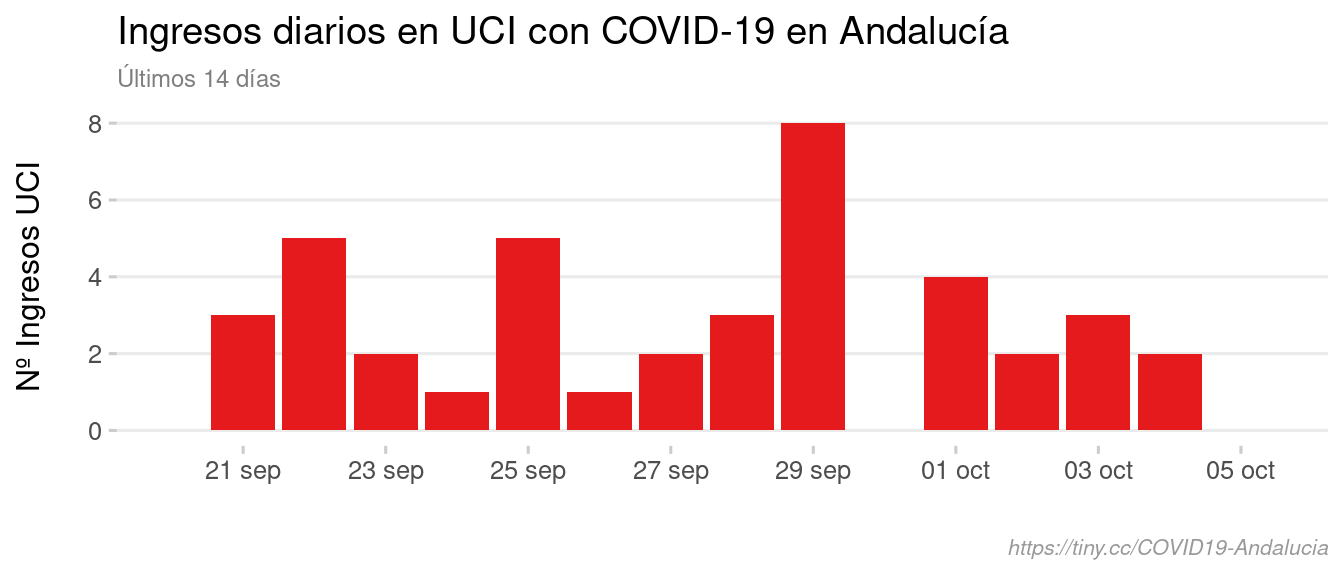 Ingresos diarios en UCI con COVID-19 en Andalucía
Últimos 14 días
Nº Ingresos UCI
8
6
4
2
0
21 sep 23 sep 25 sep 27 sep 29 sep 01 oct 03 oct 05 oct
https://tiny.cc/COVID19-Andalucia